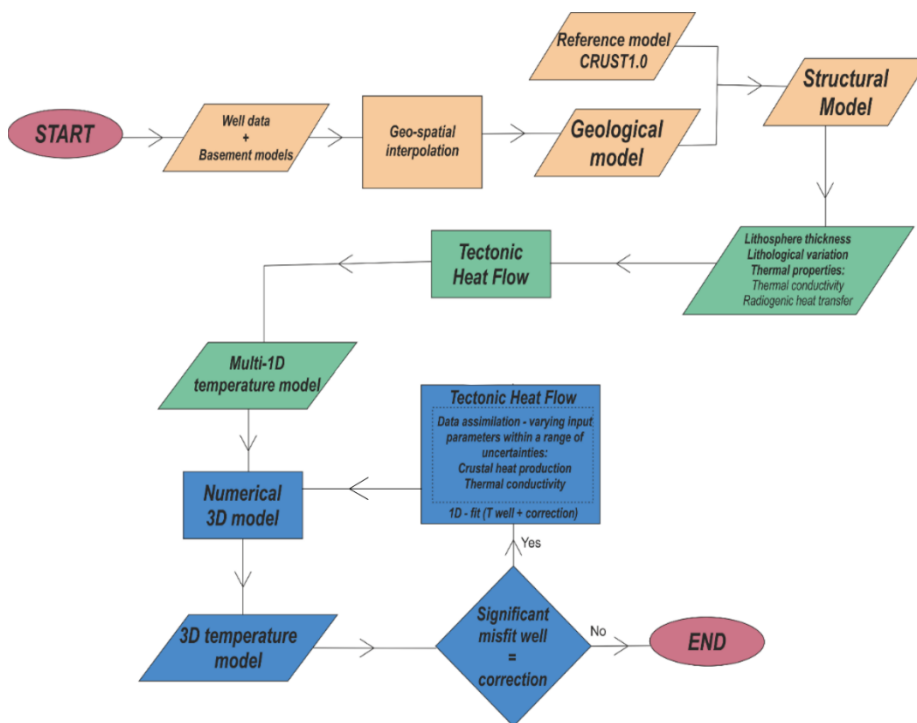 Reference model
CRUST1.0
START
Well data
+
Basement models
Geo-spatial
interpolation
Geological
model
Structural
Model
Lithosphere thickness
Lithological variation
Thermal properties:
Thermal conductivity
Radiogenic heat transfer
Tectonic
Heat Flow
Multi-1D
temperature model
Tectonic Heat Flow
Data assimilation - varying input
parameters within a range of
uncertainties:
Crustal heat production
Thermal conductivity
1D - fit (T well + correction)
Numerical
3D model
Yes
3D temperature
model
Significant
misfit well
=
correction
No
END